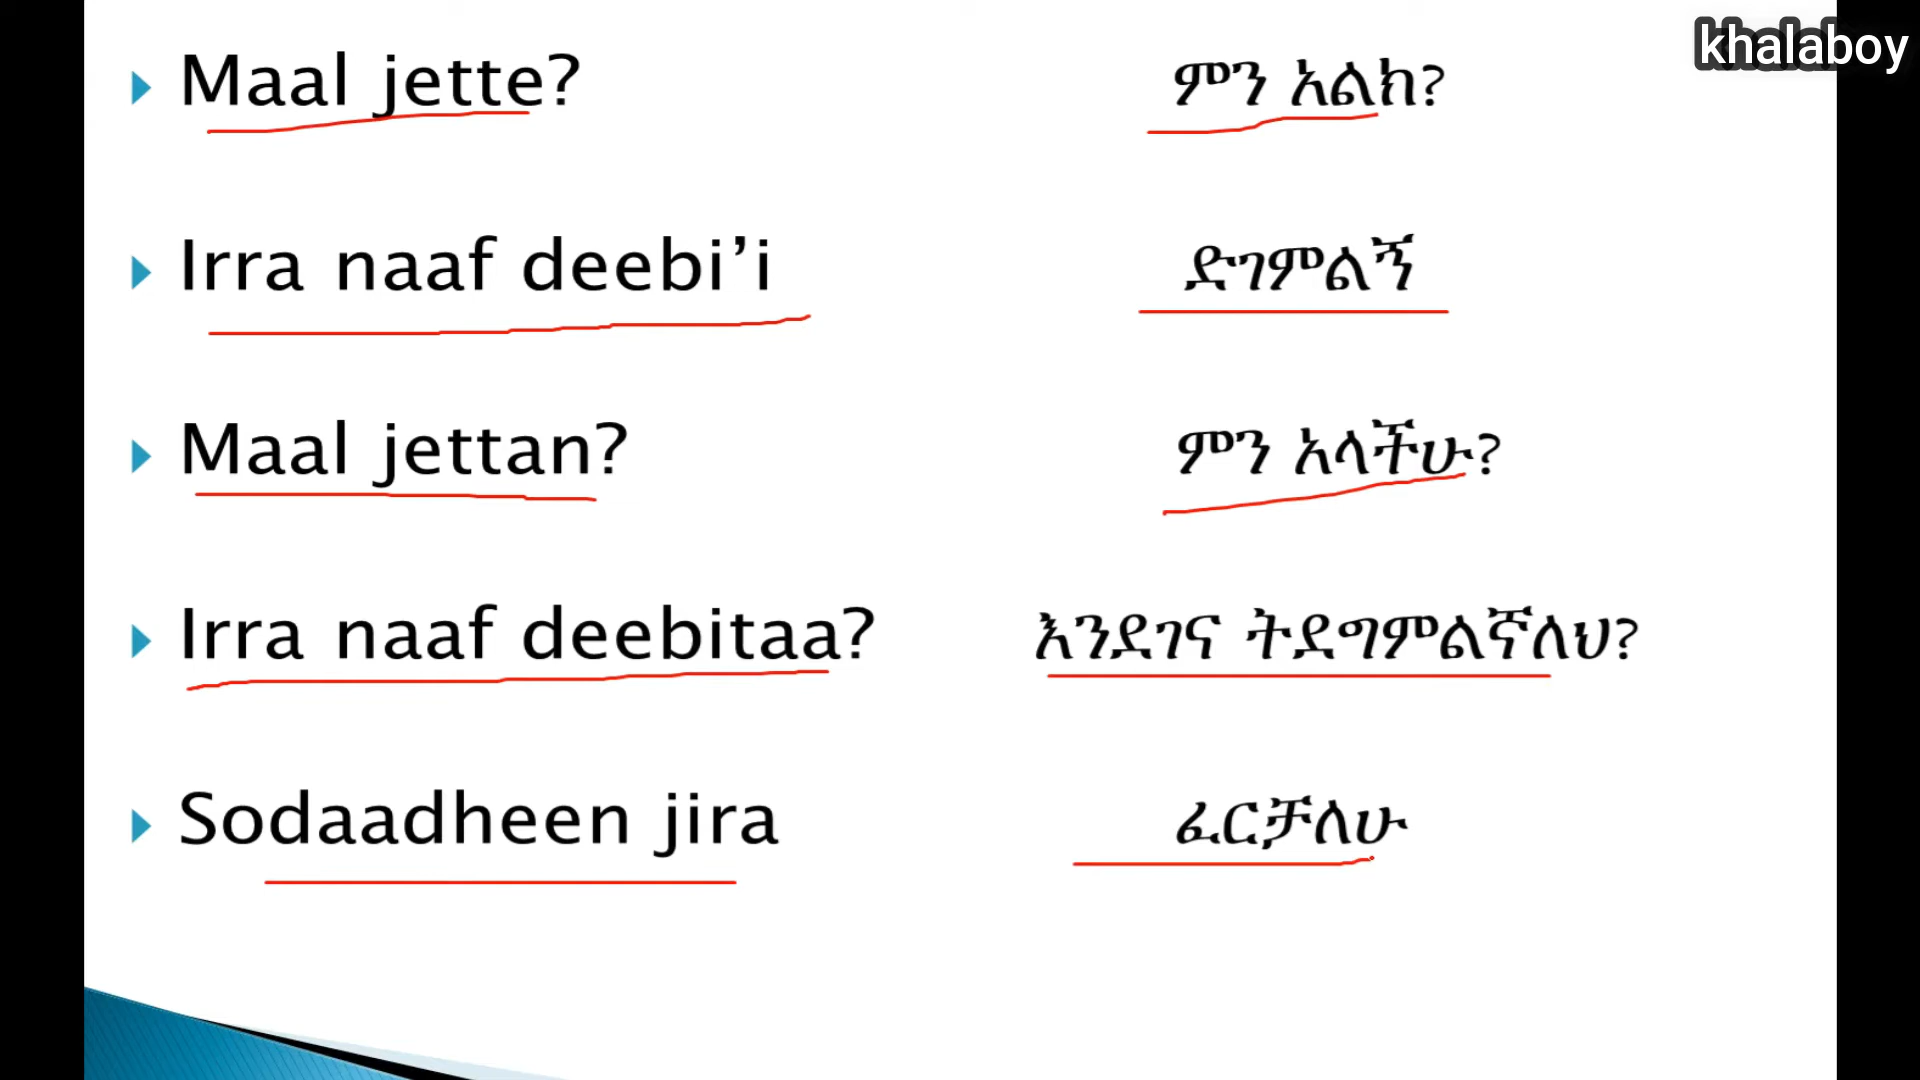 khalaboy
Maal jette? ምን አልክ?
Irra naaf deebi’i ድገምልኝ
Maal jettan? ምን አላችሁ?
Irra naaf deebitaa? እንደገና ትደግምልኛለህ?
Sodaadheen jira ፈርቻለሁ